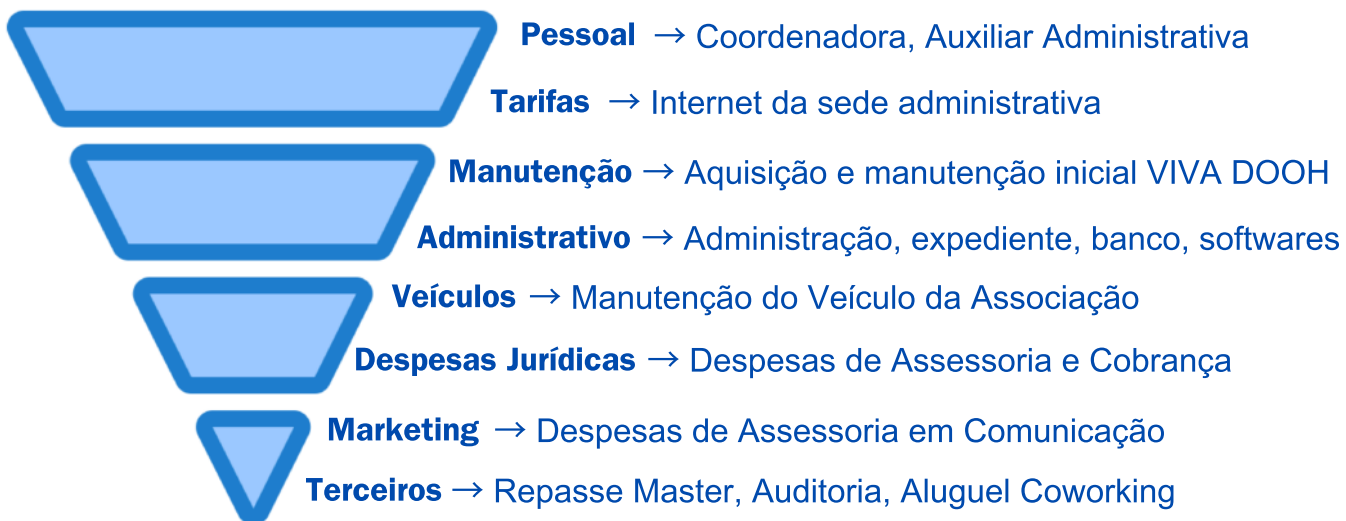 Pessoal → Coordenadora, Auxiliar Administrativa
Tarifas → Internet da sede administrativa
Manutenção → Aquisição e manutenção inicial VIVA DOOH
Administrativo → Administração, expediente, banco, softwares
Veículos → Manutenção do Veículo da Associação
Despesas Jurídicas → Despesas de Assessoria e Cobrança
Marketing → Despesas de Assessoria em Comunicação
Terceiros → Repasse Master, Auditoria, Aluguel Coworking